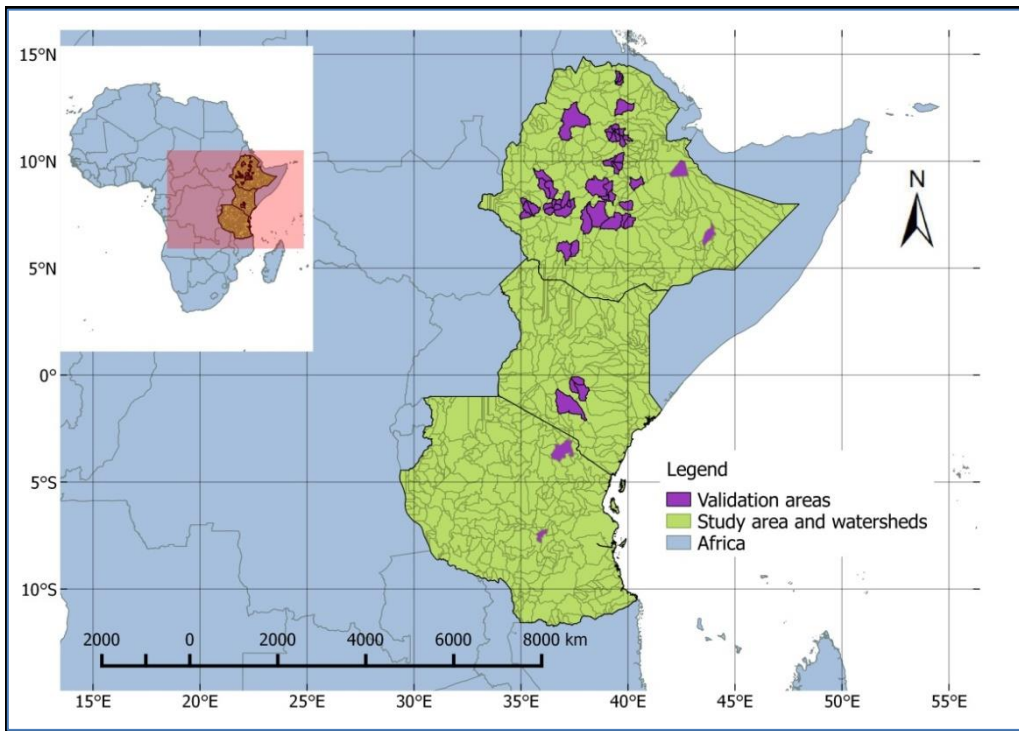 15°N
10°N
5°N
0°
5°S
10°S
N
Legend
Validation areas
Study area and watersheds
Africa
2000 0 2000 4000 6000 8000 km
15°E 20°E 25°E 30°E 35°E 40°E 45°E 50°E 55°E